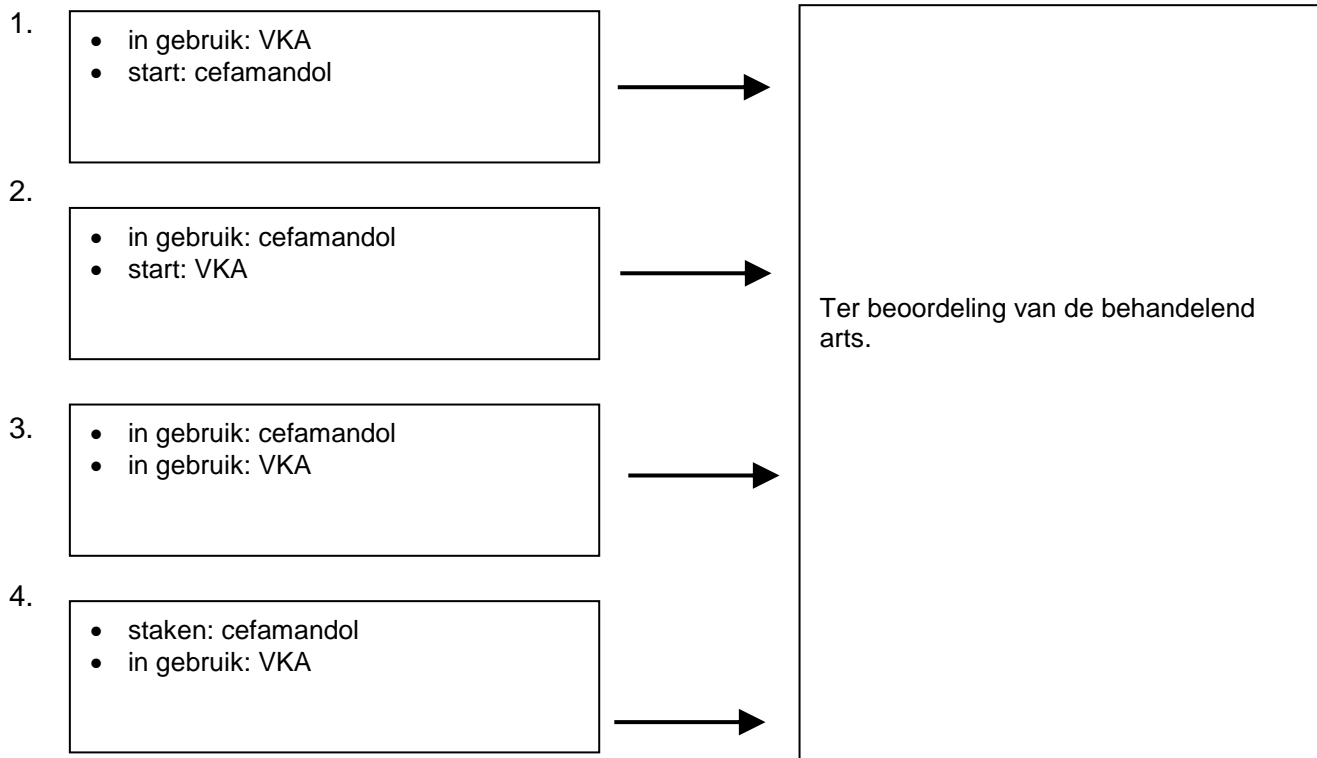 1.
• in gebruik: VKA
• start: cefamandol
2.
• in gebruik: cefamandol
• start: VKA
Ter beoordeling van de behandelend
arts.
3.
• in gebruik: cefamandol
• in gebruik: VKA
4.
• staken: cefamandol
• in gebruik: VKA